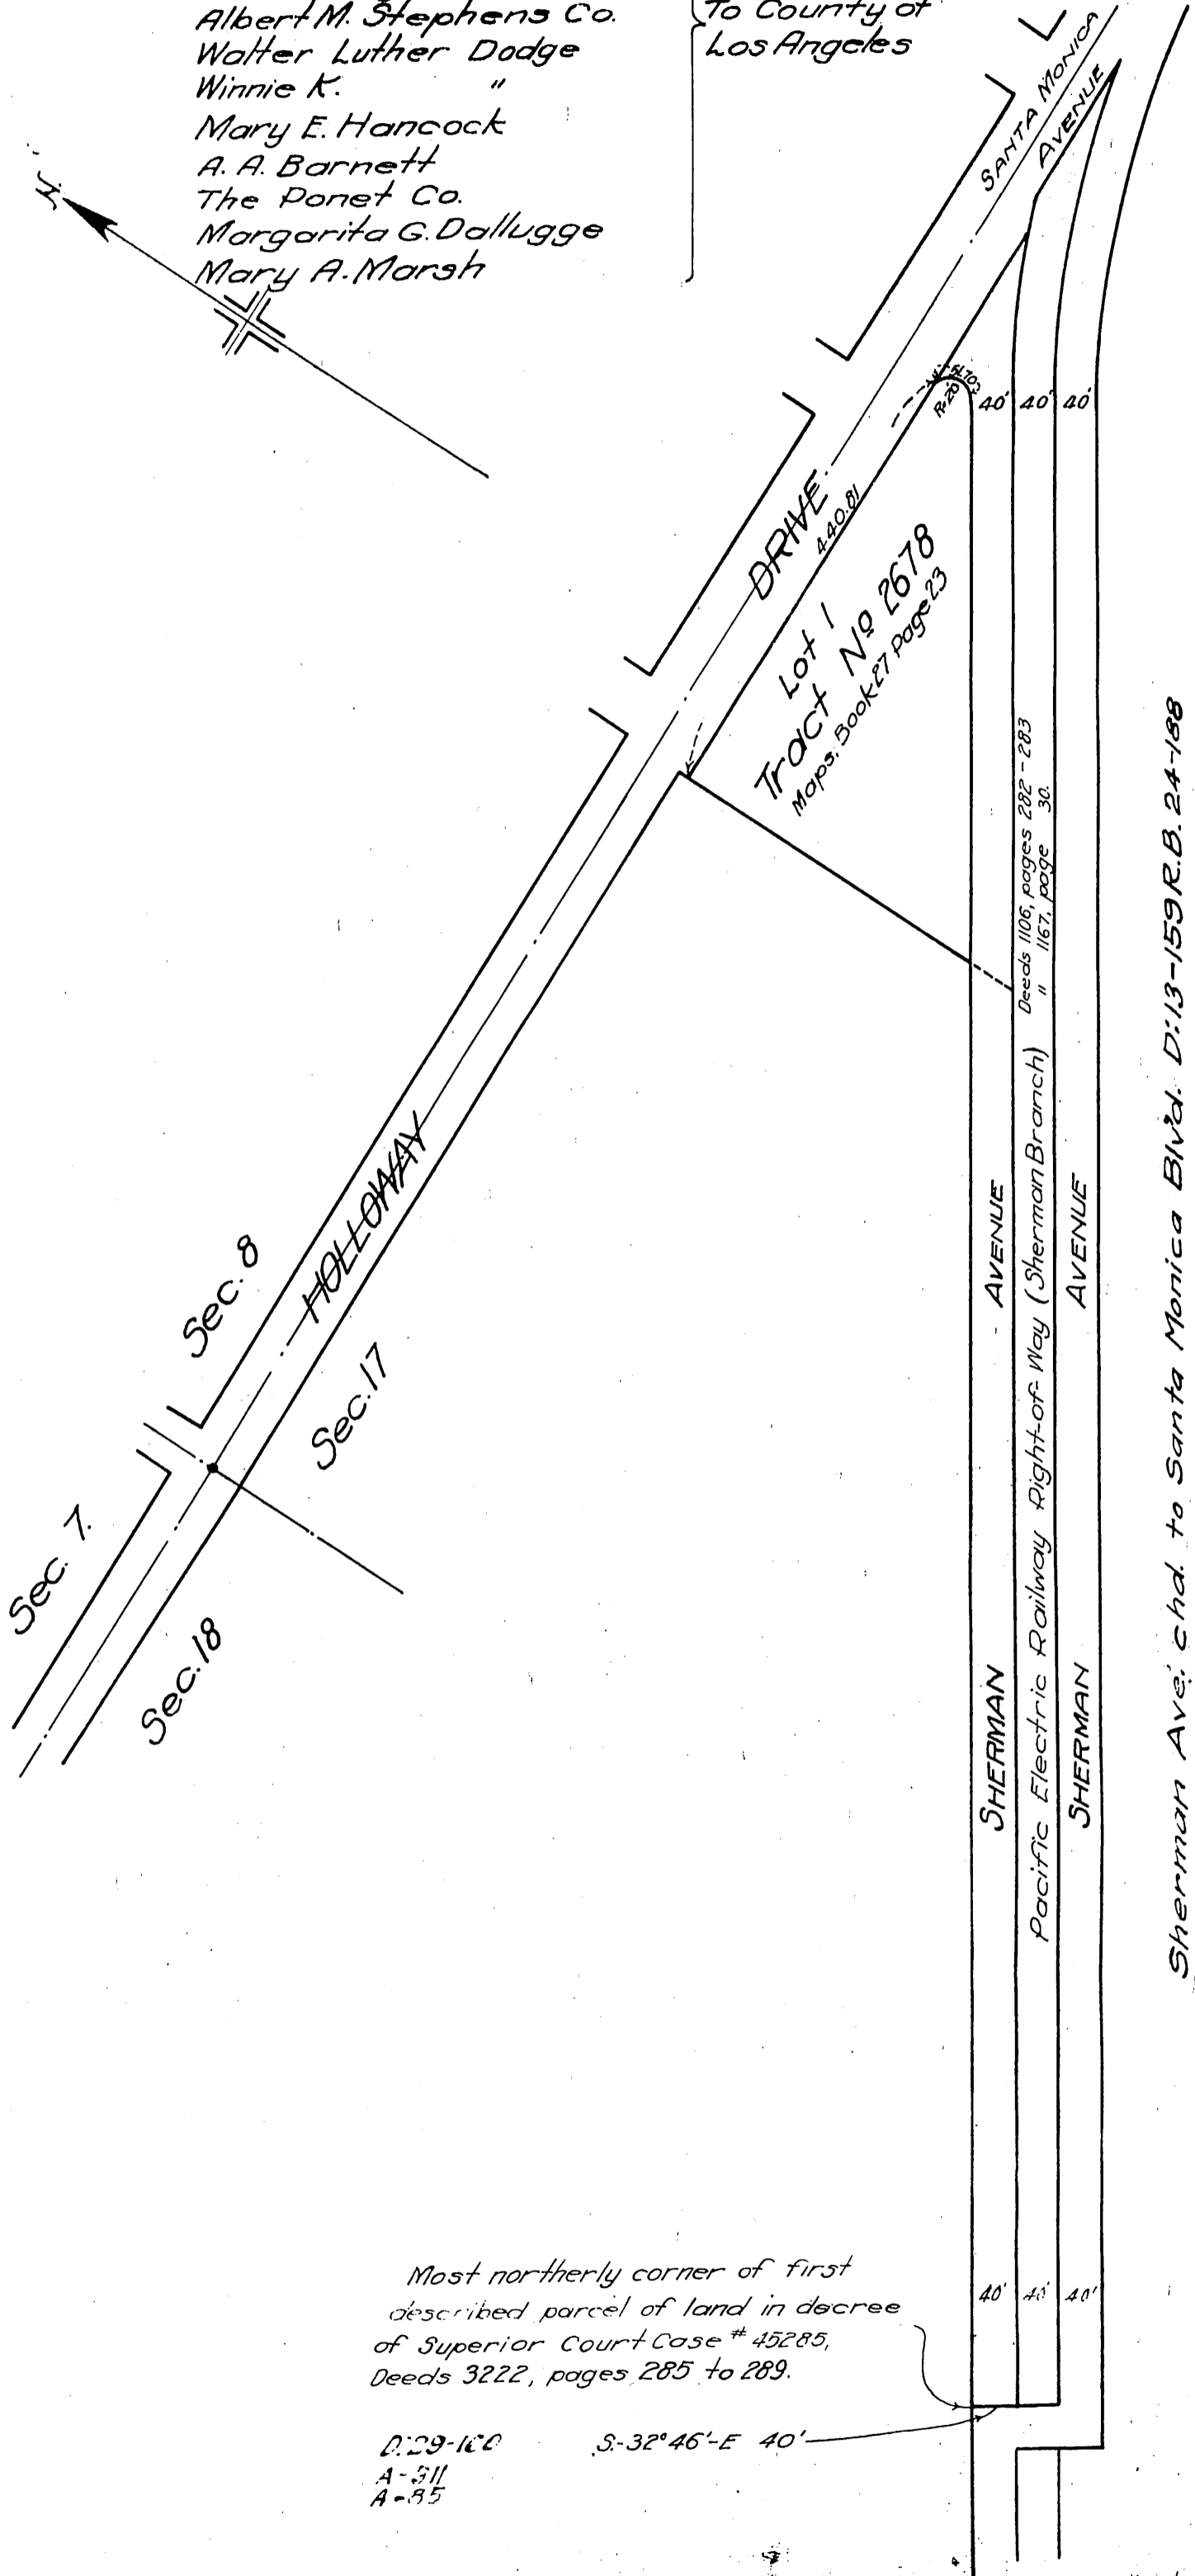 Albert M. Stephens Co.
Walter Luther Dodge
Winnie K. "
Mary E. Hancock
A. A. Barnett
The Ponet Co.
Margarita G. Dallugge
Mary A. Marsh
To County of
Los Angeles
N
SANTA MONICA
AVENUE
R=20
40' 40' 40'
DRIVE
440.81
Lot 1
Tract No 2678
Maps. Book 27 Page 23
Deeds 1106, pages 282-283
" 1167, page 30.
HOLLOWAY
Sec. 8
Sec. 17
Sec. 7.
Sec. 18
SHERMAN AVENUE
Pacific Electric Railway Right-of-Way (Sherman Branch)
SHERMAN AVENUE
Sherman Ave. chd. to Santa Monica Blvd. D:13-159 R.B. 24-188
Most northerly corner of first
described parcel of land in decree
of Superior Court Case # 45285,
Deeds 3222, pages 285 to 289.
40' 40' 40'
S.-32°46'-E 40'